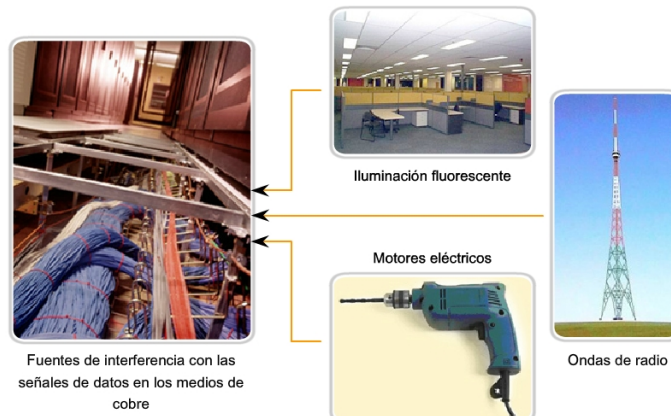 Iluminación fluorescente
Motores eléctricos
Ondas de radio
Fuentes de interferencia con las
señales de datos en los medios de
cobre